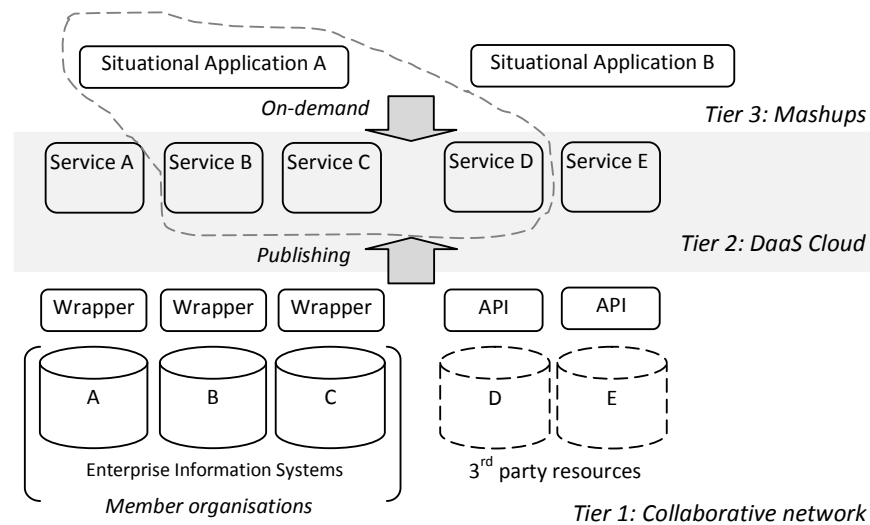 Situational Application A
Situational Application B
On-demand
Tier 3: Mashups
Service A
Service B
Service C
Service D
Service E
Tier 2: DaaS Cloud
Publishing
Wrapper
Wrapper
Wrapper
API
API
A
B
C
D
E
Enterprise Information Systems
3rd party resources
Member organisations
Tier 1: Collaborative network